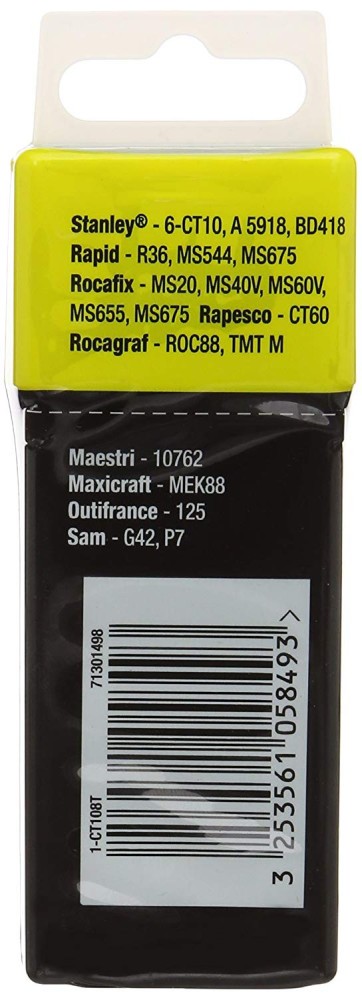 Stanley® - 6-CT10, A 5918, BD418
Rapid - R36, MS544, MS675
Rocafix - MS20, MS40V, MS60V,
MS655, MS675 Rapesco - CT60
Rocagraf - ROC88, TMT M
Maestri - 10762
Maxicraft - MEK88
Outifrance - 125
Sam - G42, P7
71301498
1-CT108T
3 253561 058493 >